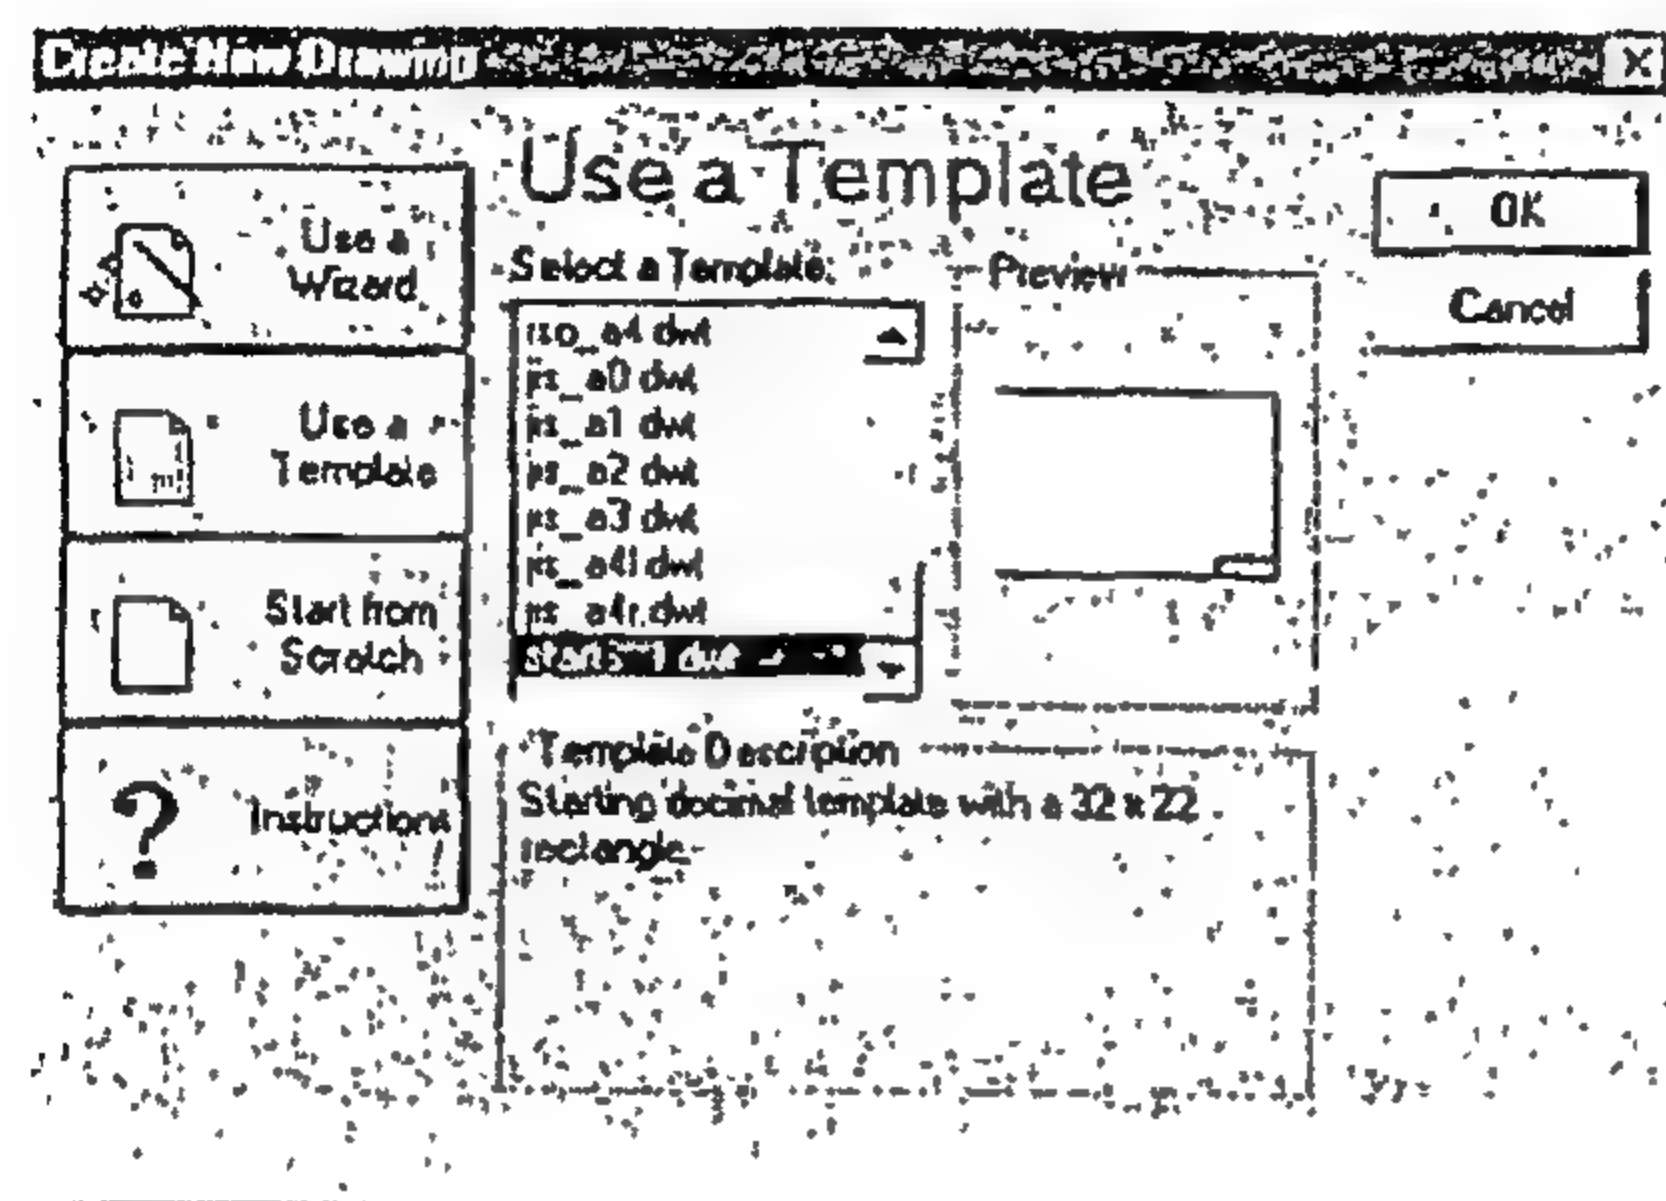 Create New Drawing
Use a Template
Use a
Wizard
Use a
Template
Start from
Scratch
Instructions
Select a Template:
iso_a4.dwt
jis_a0.dwt
jis_a1.dwt
jis_a2.dwt
jis_a3.dwt
jis_a4l.dwt
jis_a4r.dwt
Preview
OK
Cancel
Template Description
Starting decimal template with a 32 x 22
rectangle.